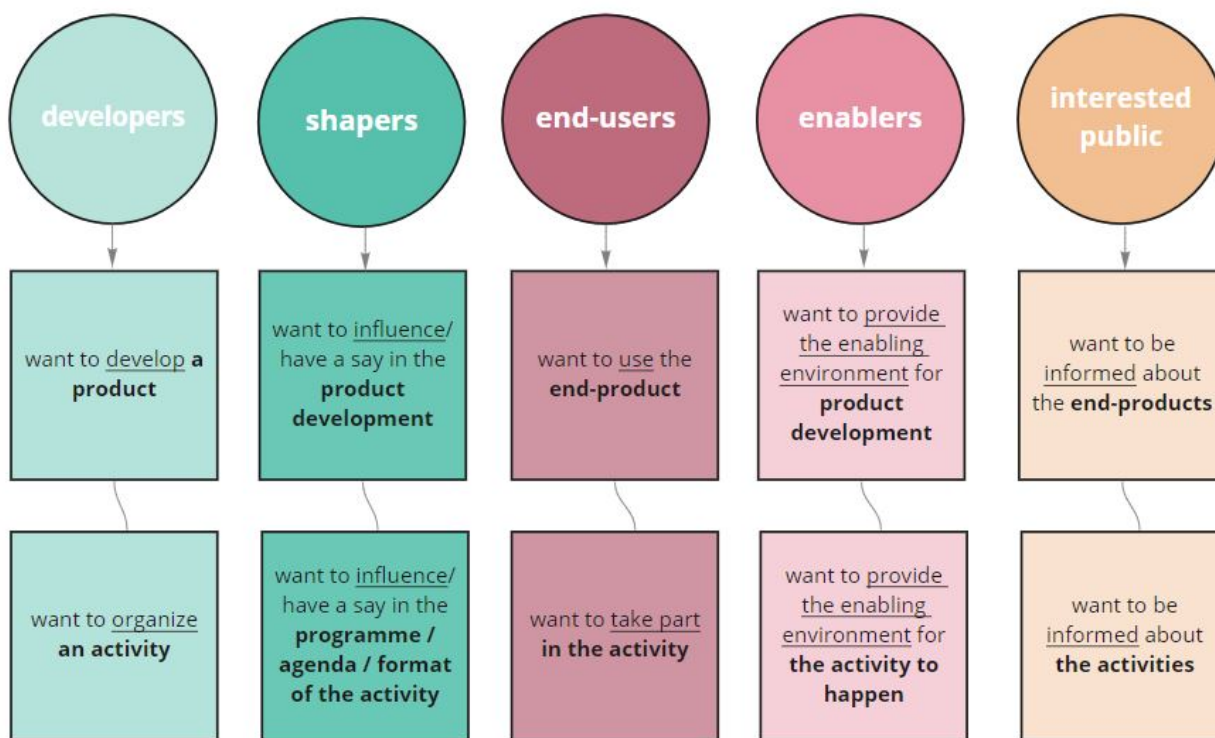 developers
shapers
end-users
enablers
interested
public
want to develop a
product
want to influence/
have a say in the
product
development
want to use the
end-product
want to provide
the enabling
environment for
product
development
want to be
informed about
the end-products
want to organize
an activity
want to influence/
have a say in the
programme /
agenda / format
of the activity
want to take part
in the activity
want to provide
the enabling
environment for
the activity to
happen
want to be
informed about
the activities